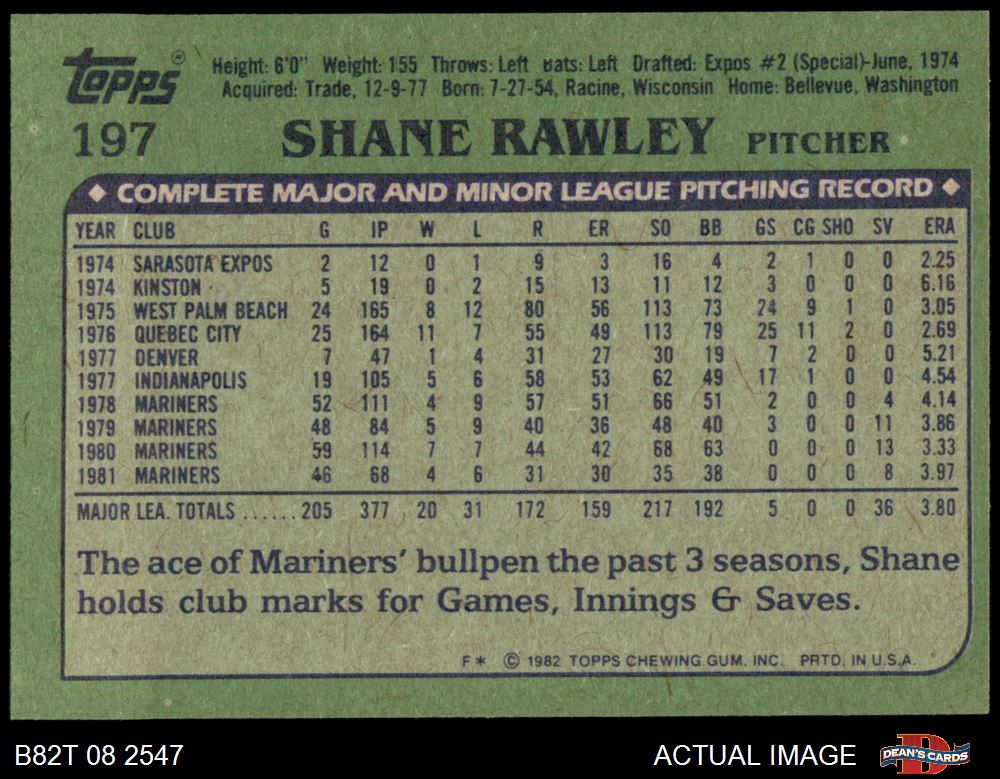 topps® Height: 6'0" Weight: 155 Throws: Left Bats: Left Drafted: Expos #2 (Special)-June, 1974
Acquired: Trade, 12-9-77 Born: 7-27-54, Racine, Wisconsin Home: Bellevue, Washington
197 SHANE RAWLEY PITCHER
◆ COMPLETE MAJOR AND MINOR LEAGUE PITCHING RECORD ◆
YEAR CLUB G IP W L R ER SO BB GS CG SHO SV ERA
1974 SARASOTA EXPOS 2 12 0 1 9 3 16 4 2 1 0 0 2.25
1974 KINSTON 5 19 0 2 15 13 11 12 3 0 0 0 6.16
1975 WEST PALM BEACH 24 165 8 12 80 56 113 73 24 9 1 0 3.05
1976 QUEBEC CITY 25 164 11 7 55 49 113 79 25 11 2 0 2.69
1977 DENVER 7 47 1 4 31 27 30 19 7 2 0 0 5.21
1977 INDIANAPOLIS 19 105 5 6 58 53 62 49 17 1 0 0 4.54
1978 MARINERS 52 111 4 9 57 51 66 51 2 0 0 4 4.14
1979 MARINERS 48 84 5 9 40 36 48 40 3 0 0 11 3.86
1980 MARINERS 59 114 7 7 44 42 68 63 0 0 0 13 3.33
1981 MARINERS 46 68 4 6 31 30 35 38 0 0 0 8 3.97
MAJOR LEA. TOTALS ......205 377 20 31 172 159 217 192 5 0 0 36 3.80
The ace of Mariners' bullpen the past 3 seasons, Shane
holds club marks for Games, Innings & Saves.
F* © 1982 TOPPS CHEWING GUM. INC. PRTD. IN U.S.A.
B82T 08 2547 ACTUAL IMAGE DEAN'S CARDS